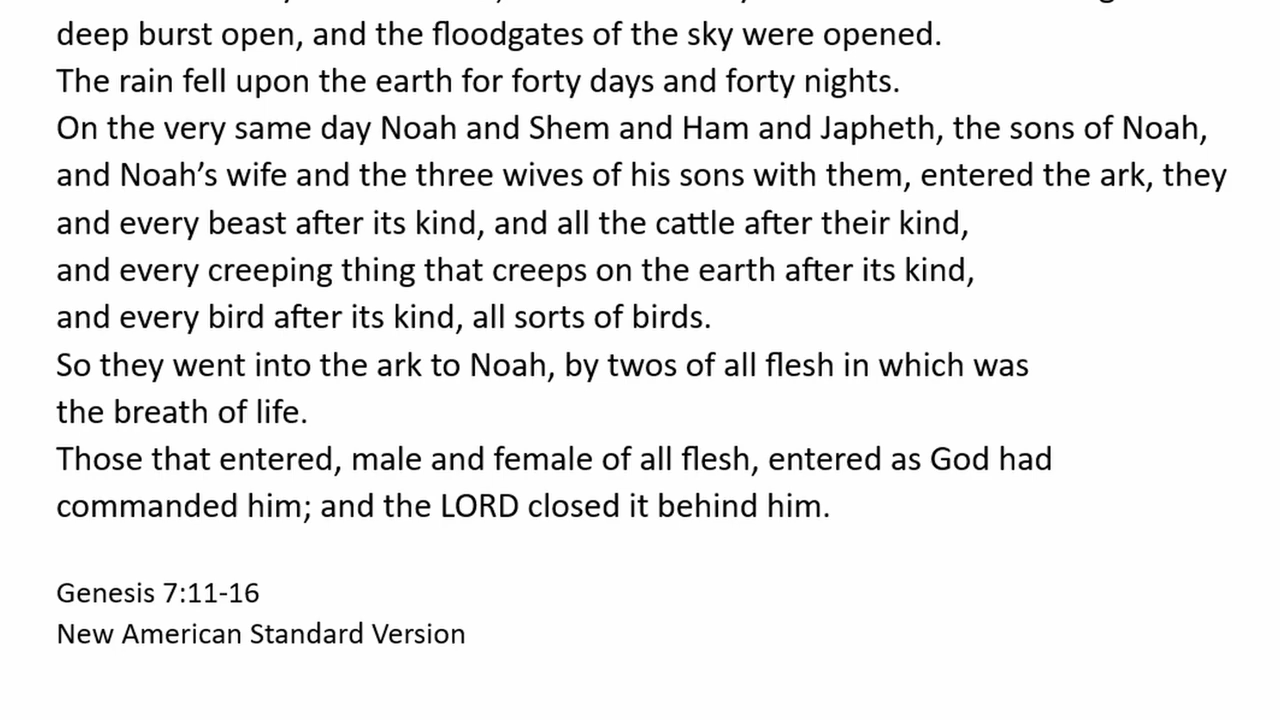 deep burst open, and the floodgates of the sky were opened.
The rain fell upon the earth for forty days and forty nights.
On the very same day Noah and Shem and Ham and Japheth, the sons of Noah,
and Noah’s wife and the three wives of his sons with them, entered the ark, they
and every beast after its kind, and all the cattle after their kind,
and every creeping thing that creeps on the earth after its kind,
and every bird after its kind, all sorts of birds.
So they went into the ark to Noah, by twos of all flesh in which was
the breath of life.
Those that entered, male and female of all flesh, entered as God had
commanded him; and the LORD closed it behind him.
Genesis 7:11-16
New American Standard Version